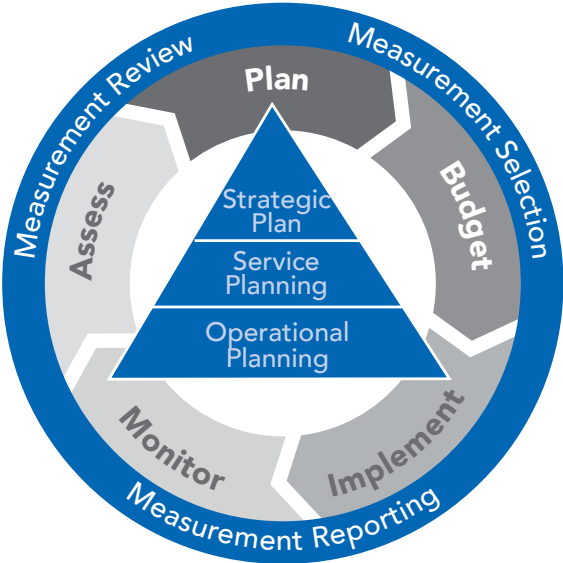 Measurement Review
Measurement Selection
Measurement Reporting
Plan
Budget
Implement
Monitor
Assess
Strategic
Plan
Service
Planning
Operational
Planning